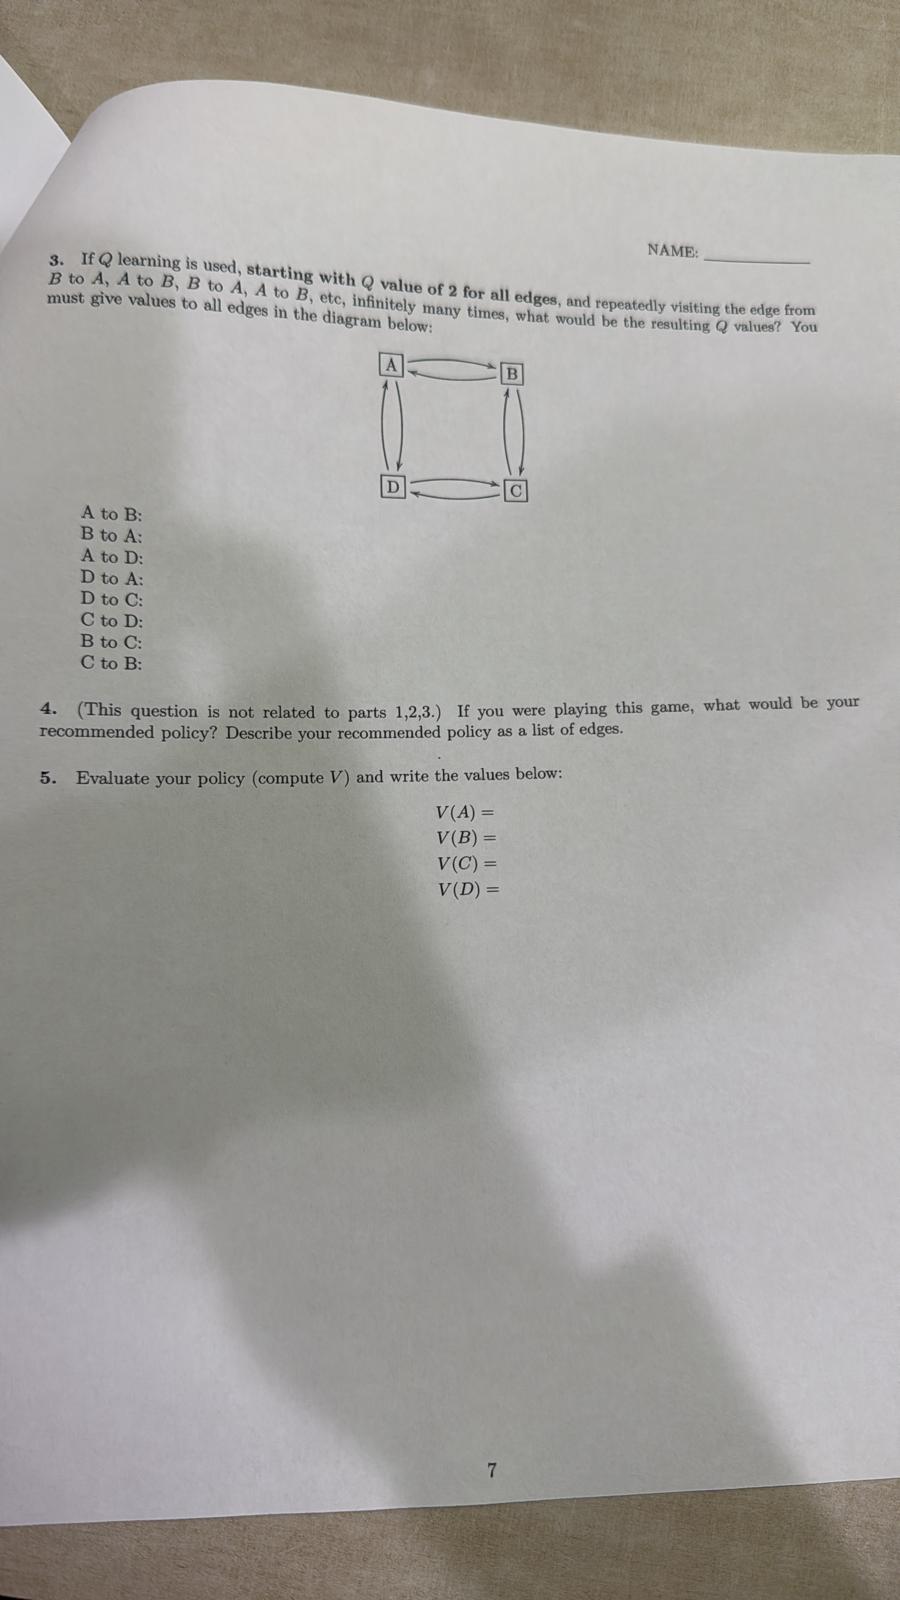 NAME:
3. If Q learning is used, starting with Q value of 2 for all edges, and repeatedly visiting the edge from
B to A, A to B, B to A, A to B, etc, infinitely many times, what would be the resulting Q values? You
must give values to all edges in the diagram below:
A
B
D
C
A to B:
B to A:
A to D:
D to A:
D to C:
C to D:
B to C:
C to B:
4. (This question is not related to parts 1,2,3.) If you were playing this game, what would be your
recommended policy? Describe your recommended policy as a list of edges.
5. Evaluate your policy (compute V) and write the values below:
V(A) =
V(B) =
V(C) =
V(D) =
7